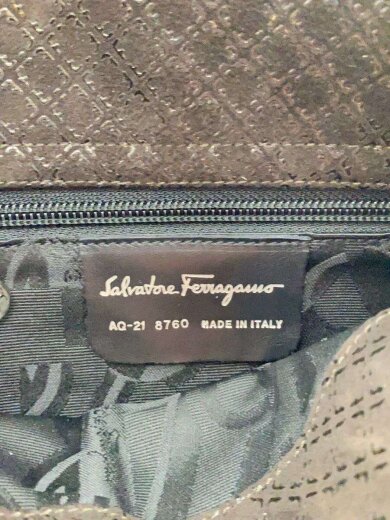 Salvatore Ferragamo
AQ-21 8760 MADE IN ITALY